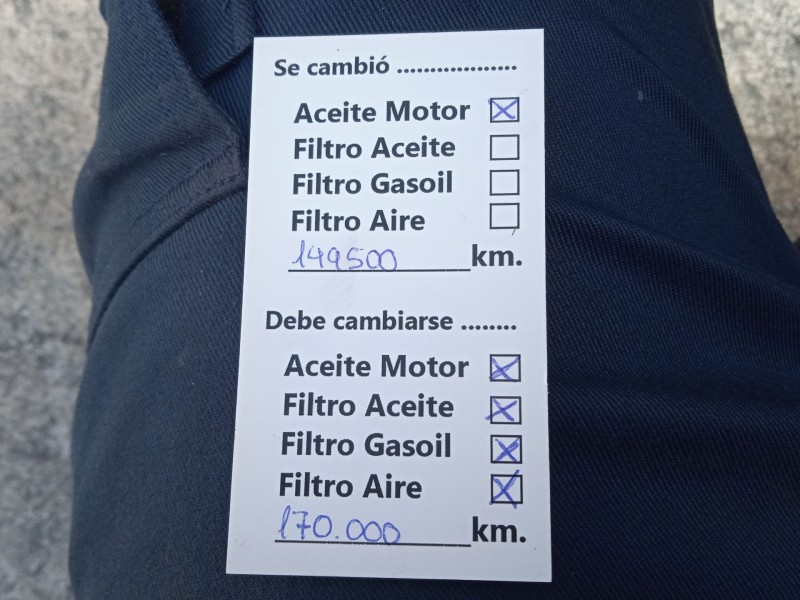 Se cambió ..................
Aceite Motor ☒
Filtro Aceite ☐
Filtro Gasoil ☐
Filtro Aire ☐
149500 km.
Debe cambiarse ........
Aceite Motor ☒
Filtro Aceite ☒
Filtro Gasoil ☒
Filtro Aire ☒
170.000 km.